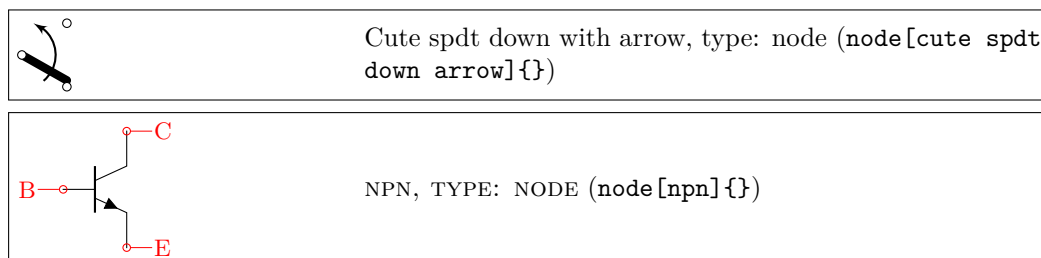 Cute spdt down with arrow, type: node (node[cute spdt
down arrow]{})
C
B
NPN, TYPE: NODE (node[npn]{})
E